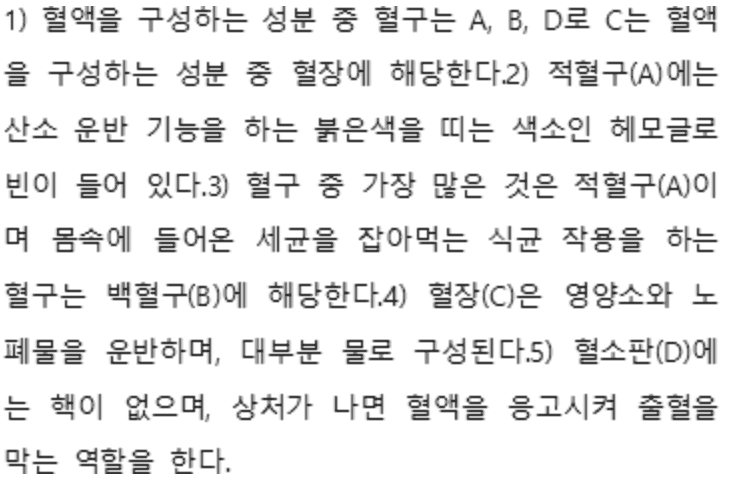 1) 혈액을 구성하는 성분 중 혈구는 A, B, D로 C는 혈액
을 구성하는 성분 중 혈장에 해당한다.2) 적혈구(A)에는
산소 운반 기능을 하는 붉은색을 띠는 색소인 헤모글로
빈이 들어 있다.3) 혈구 중 가장 많은 것은 적혈구(A)이
며 몸속에 들어온 세균을 잡아먹는 식균 작용을 하는
혈구는 백혈구(B)에 해당한다.4) 혈장(C)은 영양소와 노
폐물을 운반하며, 대부분 물로 구성된다.5) 혈소판(D)에
는 핵이 없으며, 상처가 나면 혈액을 응고시켜 출혈을
막는 역할을 한다.